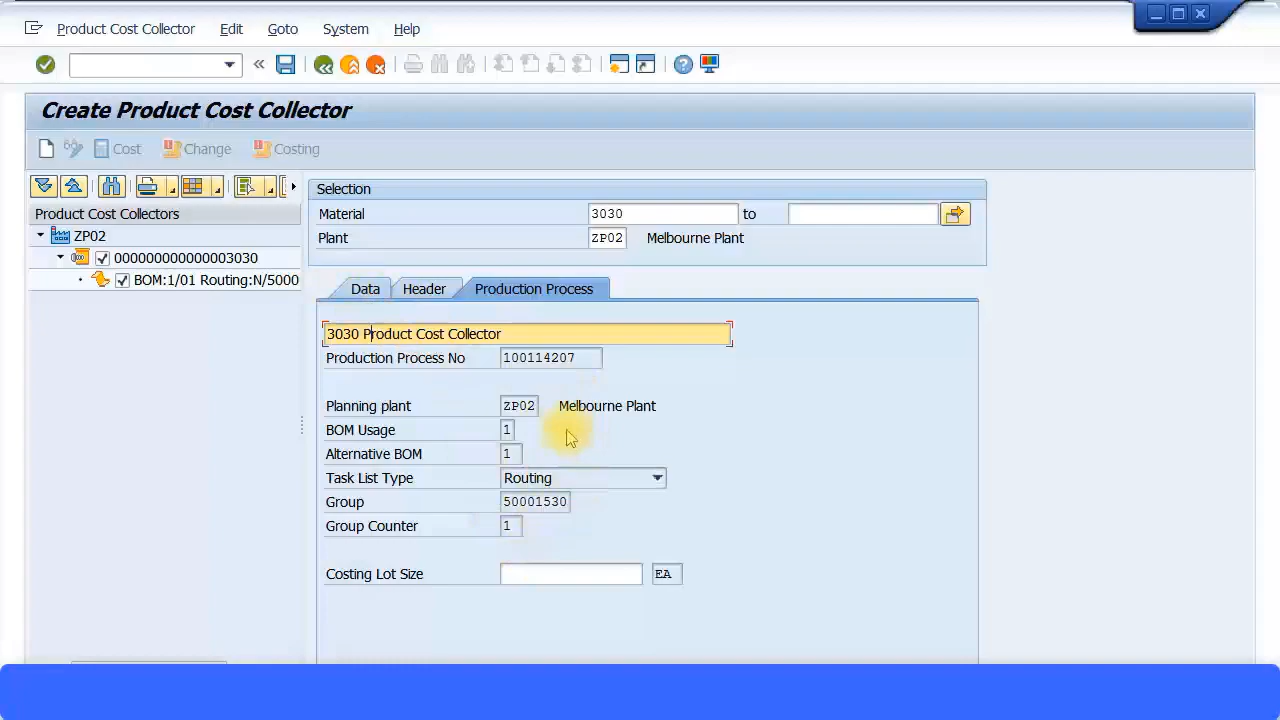 Product Cost Collector Edit Goto System Help
Create Product Cost Collector
Cost Change Costing
Product Cost Collectors
ZP02
000000000000003030
BOM:1/01 Routing:N/5000
Selection
Material 3030 to
Plant ZP02 Melbourne Plant
Data Header Production Process
3030 Product Cost Collector
Production Process No 100114207
Planning plant ZP02 Melbourne Plant
BOM Usage 1
Alternative BOM 1
Task List Type Routing
Group 50001530
Group Counter 1
Costing Lot Size EA